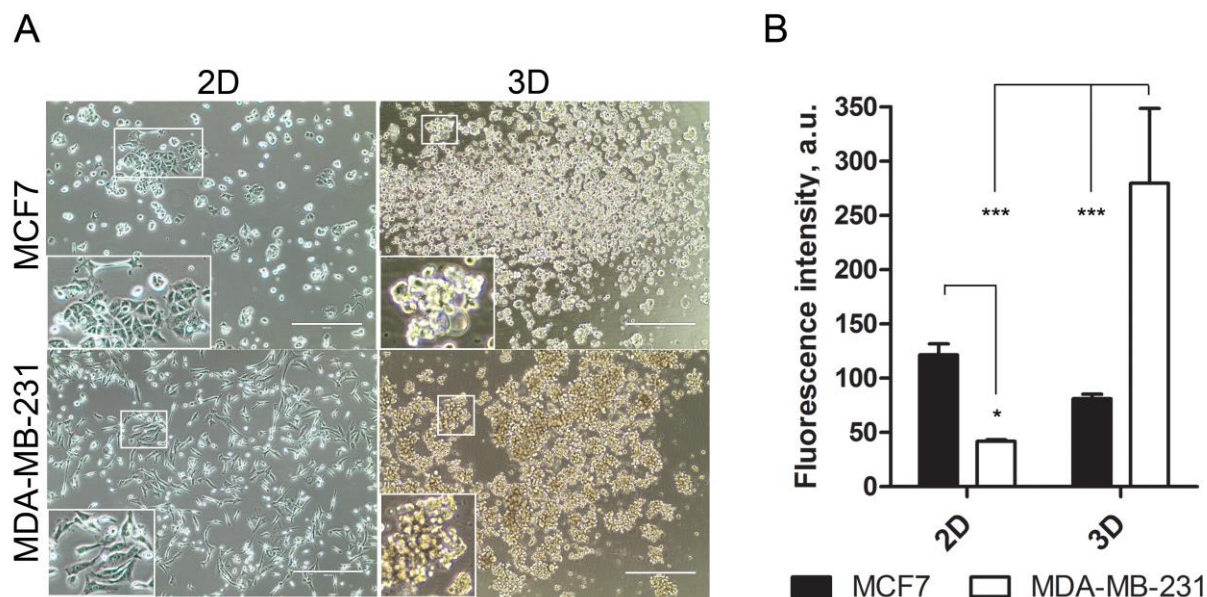 A
2D
3D
MCF7
MDA-MB-231
B
Fluorescence intensity, a.u.
350
300
250
200
150
100
50
0
***
***
*
2D
3D
MCF7
MDA-MB-231